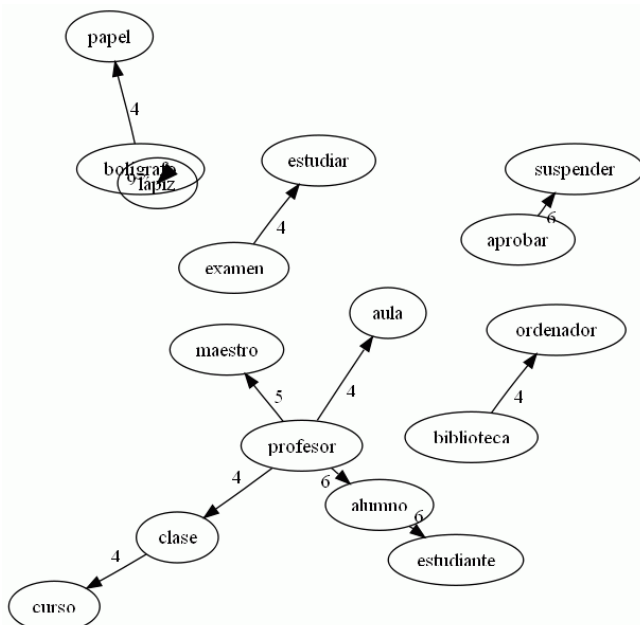 papel
4
bolígrafo
9
lápiz
estudiar
4
examen
suspender
6
aprobar
aula
ordenador
maestro
5
4
4
profesor
biblioteca
4
6
alumno
6
clase
estudiante
4
curso